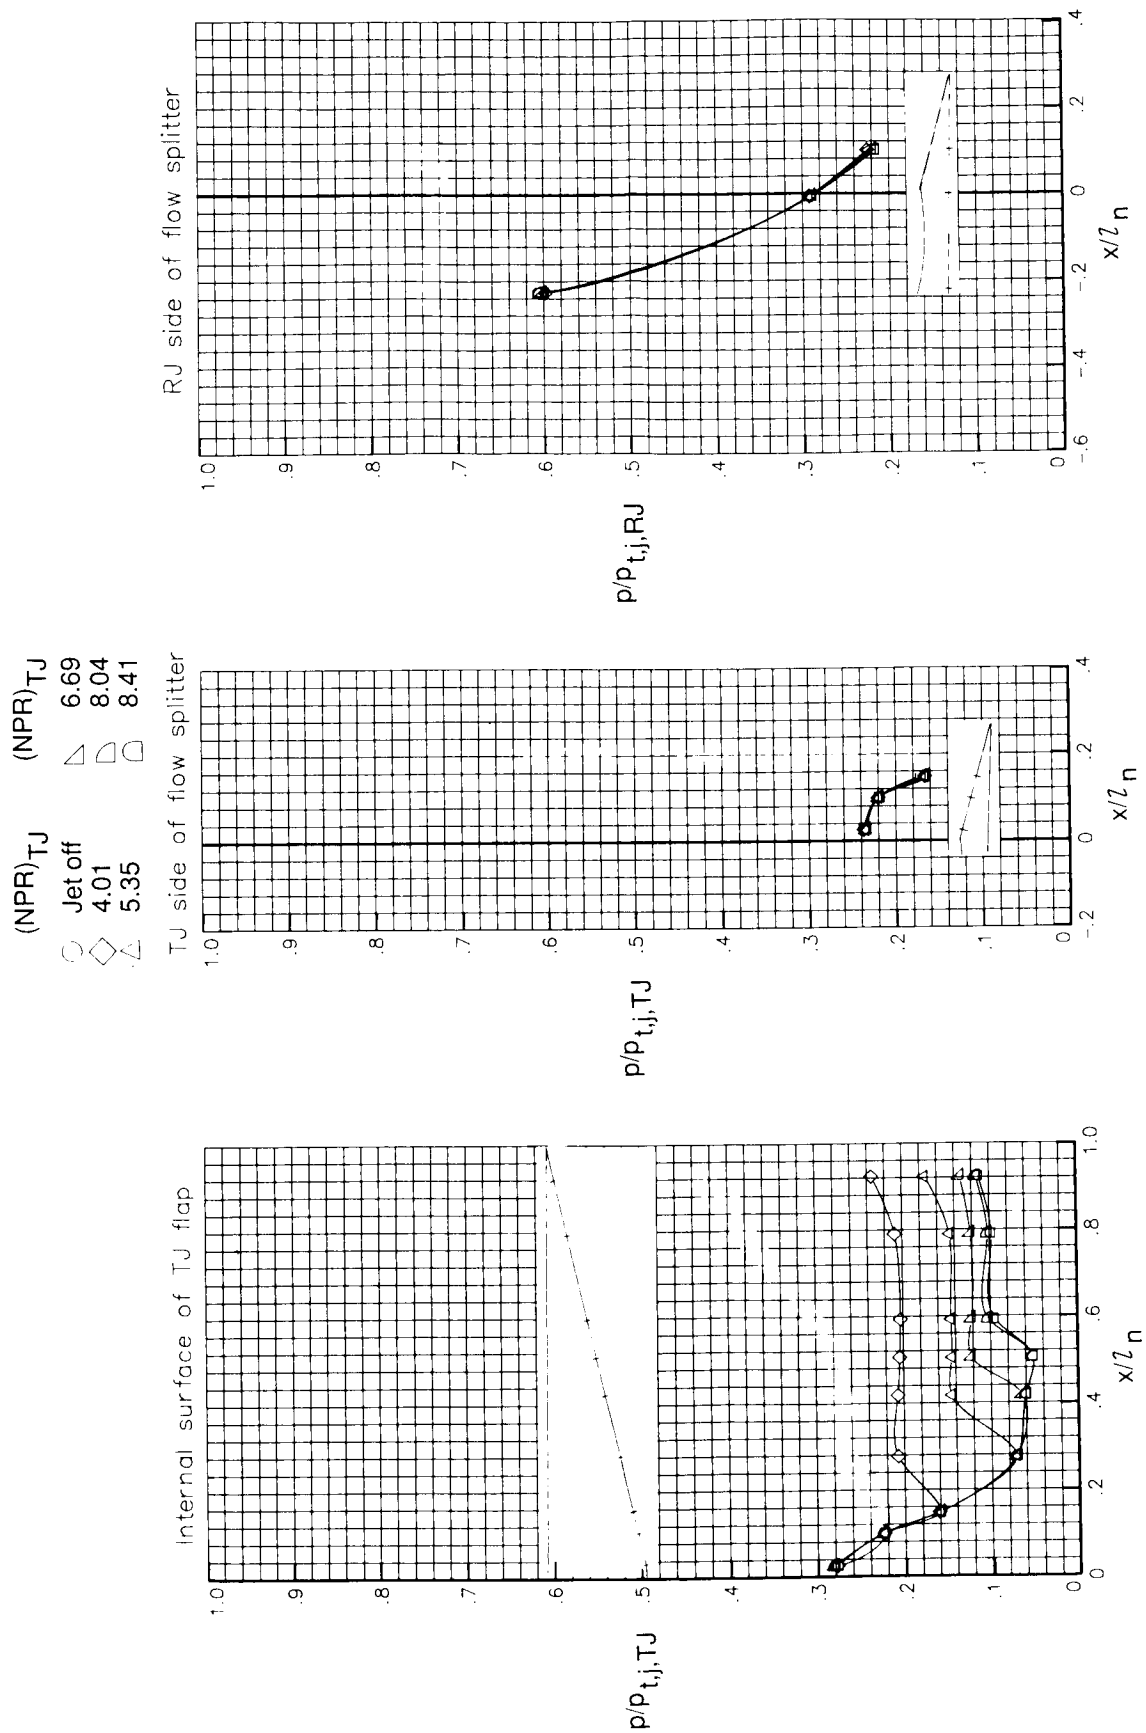 (NPR)TJ (NPR)TJ
Jet off 6.69
4.01 8.04
5.35 8.41
Internal surface of TJ flap
1.0
.9
.8
.7
.6
.5
.4
.3
.2
.1
0
p/pt,j,TJ
0 .2 .4 .6 .8 1.0
x/ln
TJ side of flow splitter
1.0
.9
.8
.7
.6
.5
.4
.3
.2
.1
0
p/pt,j,TJ
-.2 0 .2 .4
x/ln
RJ side of flow splitter
1.0
.9
.8
.7
.6
.5
.4
.3
.2
.1
0
p/pt,j,RJ
-.6 -.4 -.2 0 .2 .4
x/ln